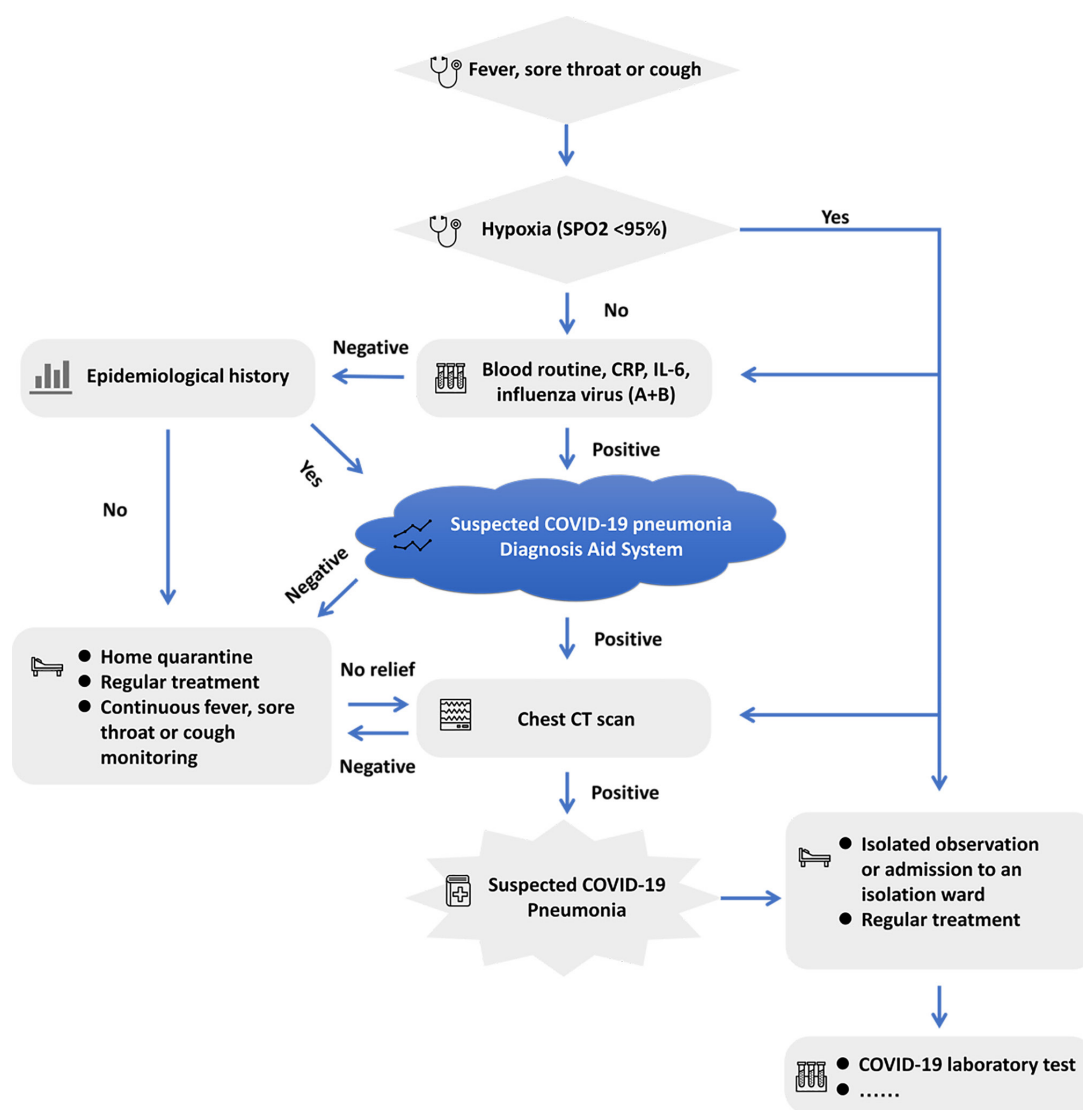 Fever, sore throat or cough
Hypoxia (SPO2 <95%)
Yes
No
Negative
Epidemiological history
Blood routine, CRP, IL-6,
influenza virus (A+B)
Positive
Yes
No
Suspected COVID-19 pneumonia
Diagnosis Aid System
Negative
Positive
● Home quarantine
● Regular treatment
● Continuous fever, sore
throat or cough
monitoring
No relief
Chest CT scan
Negative
Positive
Suspected COVID-19
Pneumonia
● Isolated observation
or admission to an
isolation ward
● Regular treatment
● COVID-19 laboratory test
● ......